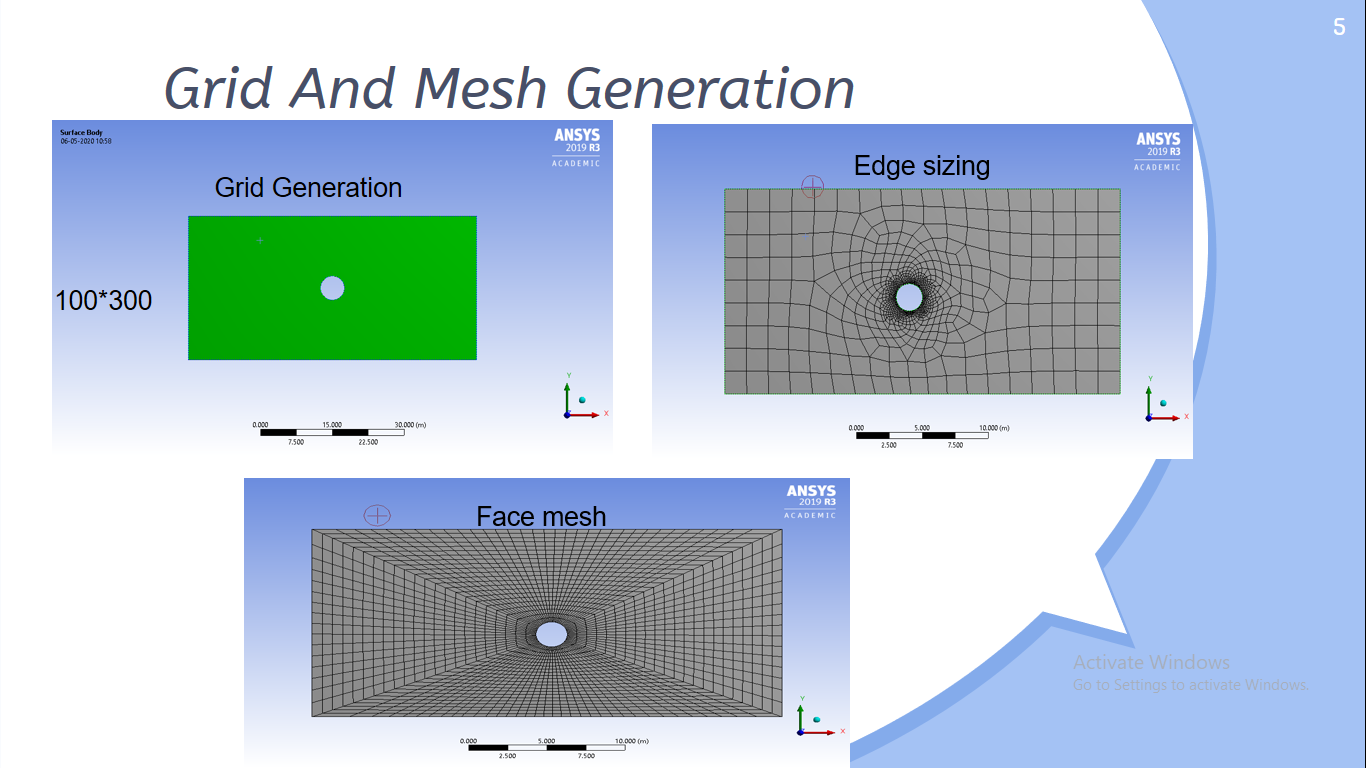 5
Grid And Mesh Generation
Surface Body
06-05-2020 10:58
ANSYS
2019 R3
ACADEMIC
Grid Generation
100*300
Y
X
0.000 15.000 30.000 (m)
7.500 22.500
ANSYS
2019 R3
ACADEMIC
Edge sizing
Y
X
0.000 5.000 10.000 (m)
2.500 7.500
ANSYS
2019 R3
ACADEMIC
Face mesh
Y
X
0.000 5.000 10.000 (m)
2.500 7.500
Activate Windows
Go to Settings to activate Windows.